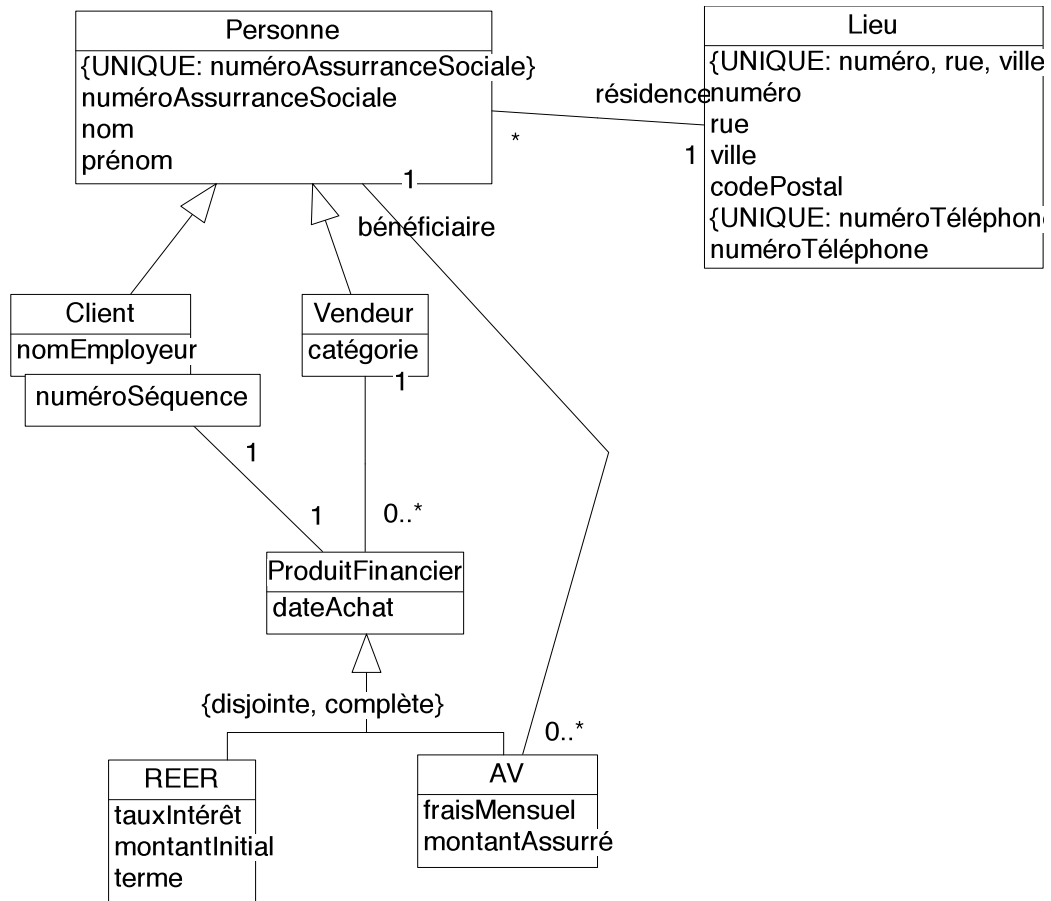 Personne
{UNIQUE: numéroAssurranceSociale}
numéroAssurranceSociale
nom
prénom
1
résidence
*
1
Lieu
{UNIQUE: numéro, rue, ville
numéro
rue
ville
codePostal
{UNIQUE: numéroTéléphone
numéroTéléphone
bénéficiaire
Client
nomEmployeur
numéroSéquence
Vendeur
catégorie
1
1
1
0..*
ProduitFinancier
dateAchat
{disjointe, complète}
0..*
REER
tauxIntérêt
montantInitial
terme
AV
fraisMensuel
montantAssurré